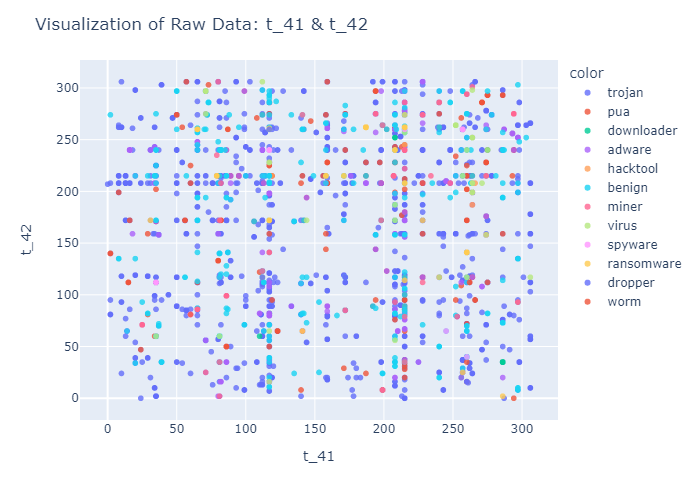 Visualization of Raw Data: t_41 & t_42
color
trojan
pua
downloader
adware
hacktool
benign
miner
virus
spyware
ransomware
dropper
worm
300
250
200
150
100
50
0
t_42
0 50 100 150 200 250 300
t_41